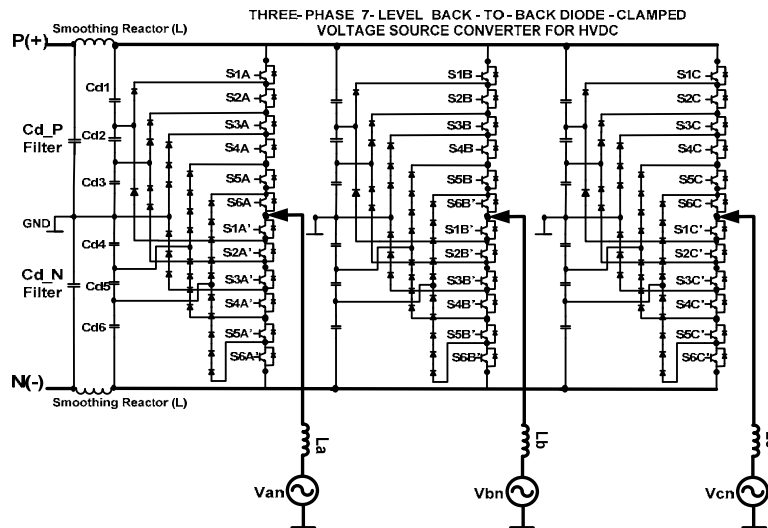 THREE- PHASE 7- LEVEL BACK - TO - BACK DIODE - CLAMPED
VOLTAGE SOURCE CONVERTER FOR HVDC
Smoothing Reactor (L)
P(+)
Cd1
Cd_P
Filter
Cd2
Cd3
GND
Cd4
Cd_N
Filter
Cd5
Cd6
N(-)
Smoothing Reactor (L)
S1A
S2A
S3A
S4A
S5A
S6A
S1A'
S2A'
S3A'
S4A'
S5A'
S6A'
La
Van
S1B
S2B
S3B
S4B
S5B
S6B'
S1B'
S2B'
S3B'
S4B'
S5B'
S6B'
Lb
Vbn
S1C
S2C
S3C
S4C
S5C
S6C
S1C'
S2C'
S3C'
S4C'
S5C'
S6C'
Vcn